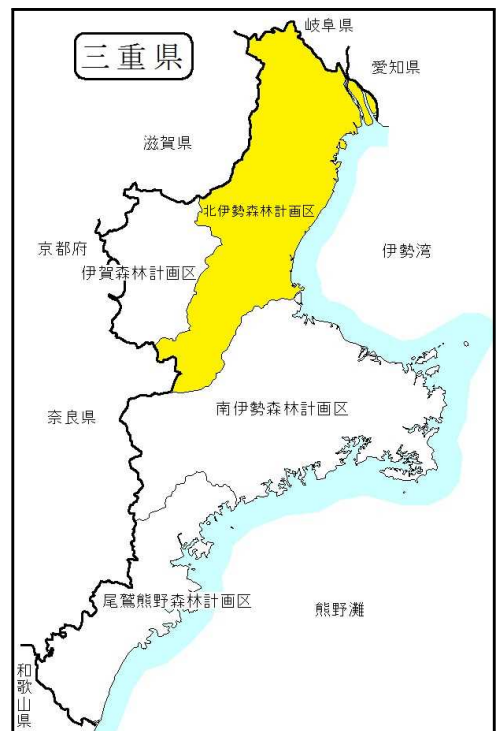 岐阜県
三重県
愛知県
滋賀県
北伊勢森林計画区
京都府
伊勢湾
伊賀森林計画区
奈良県
南伊勢森林計画区
尾鷲熊野森林計画区
熊野灘
和歌山県